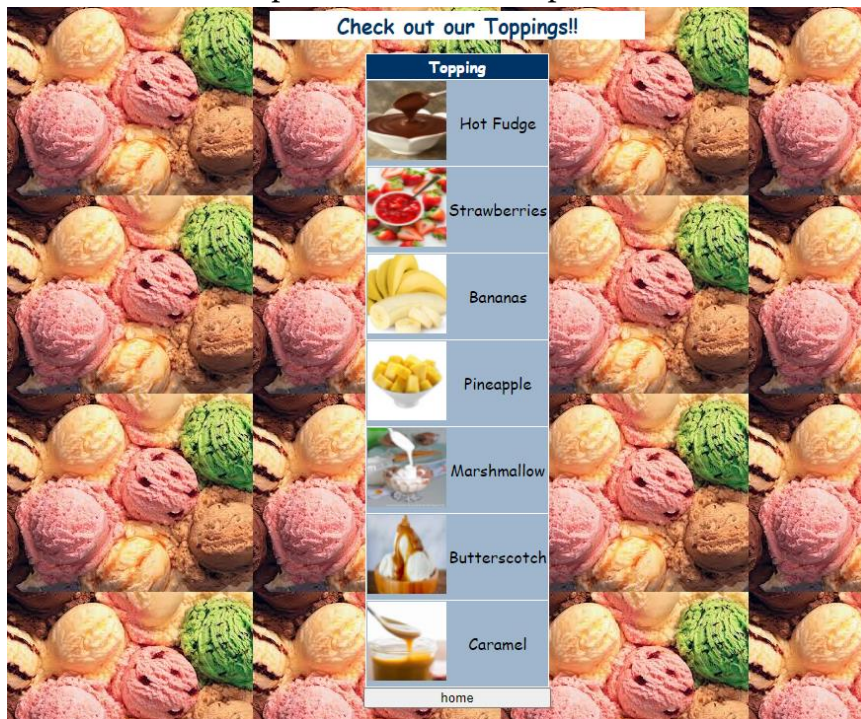 Check out our Toppings!!
Topping
Hot Fudge
Strawberries
Bananas
Pineapple
Marshmallow
Butterscotch
Caramel
home